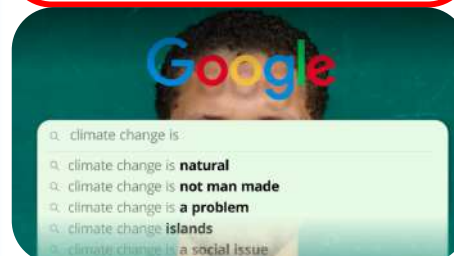 Google
climate change is
climate change is natural
climate change is not man made
climate change is a problem
climate change islands
climate change is a social issue